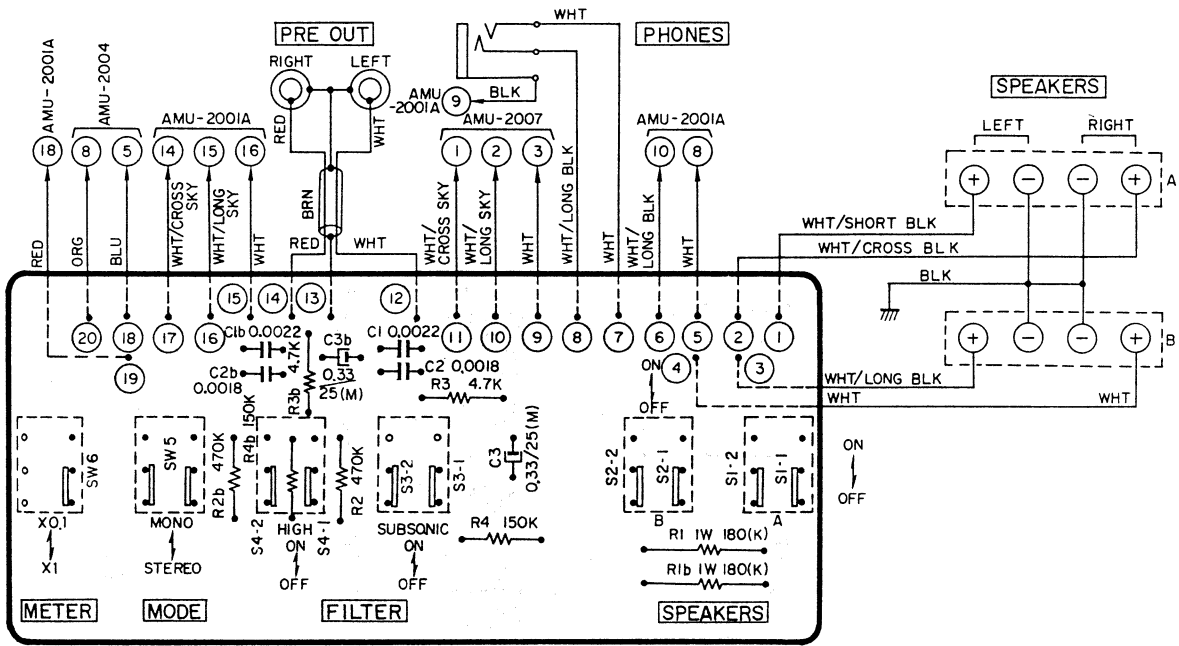 PRE OUT
PHONES
SPEAKERS
RIGHT LEFT
WHT
BLK
AMU-2001A
9
AMU-2001A
AMU-2004
AMU-2001A
AMU-2007
AMU-2001A
LEFT RIGHT
18 8 5 14 15 16 1 2 3 10 8
RED WHT
+ − − + A
RED
ORG
BLU
WHT/CROSS SKY
WHT/LONG SKY
WHT
BRN
RED
WHT
WHT/CROSS SKY
WHT/LONG SKY
WHT
WHT/LONG BLK
WHT
WHT/LONG BLK
WHT
WHT/SHORT BLK
WHT/CROSS BLK
BLK
15 14 13 12
20 18 17 16 11 10 9 8 7 6 5 2 1
19 4 3
+ − − + B
WHT/LONG BLK
WHT WHT
C1b 0.0022
C2b 0.0018
4.7K
R3b
C3b
0.33/25(M)
C1 0.0022
C2 0.0018
R3 4.7K
C3 0.33/25(M)
ON
OFF
SW6
X0.1
X1
SW5
MONO
STEREO
R2b 470K
R4b 150K
S4-2 S4-1
HIGH
ON
OFF
R2 470K
S3-2 S3-1
SUBSONIC
ON
OFF
R4 150K
S2-2 S2-1
B
S1-2 S1-1
A
ON
OFF
R1 1W 180(K)
R1b 1W 180(K)
METER
MODE
FILTER
SPEAKERS